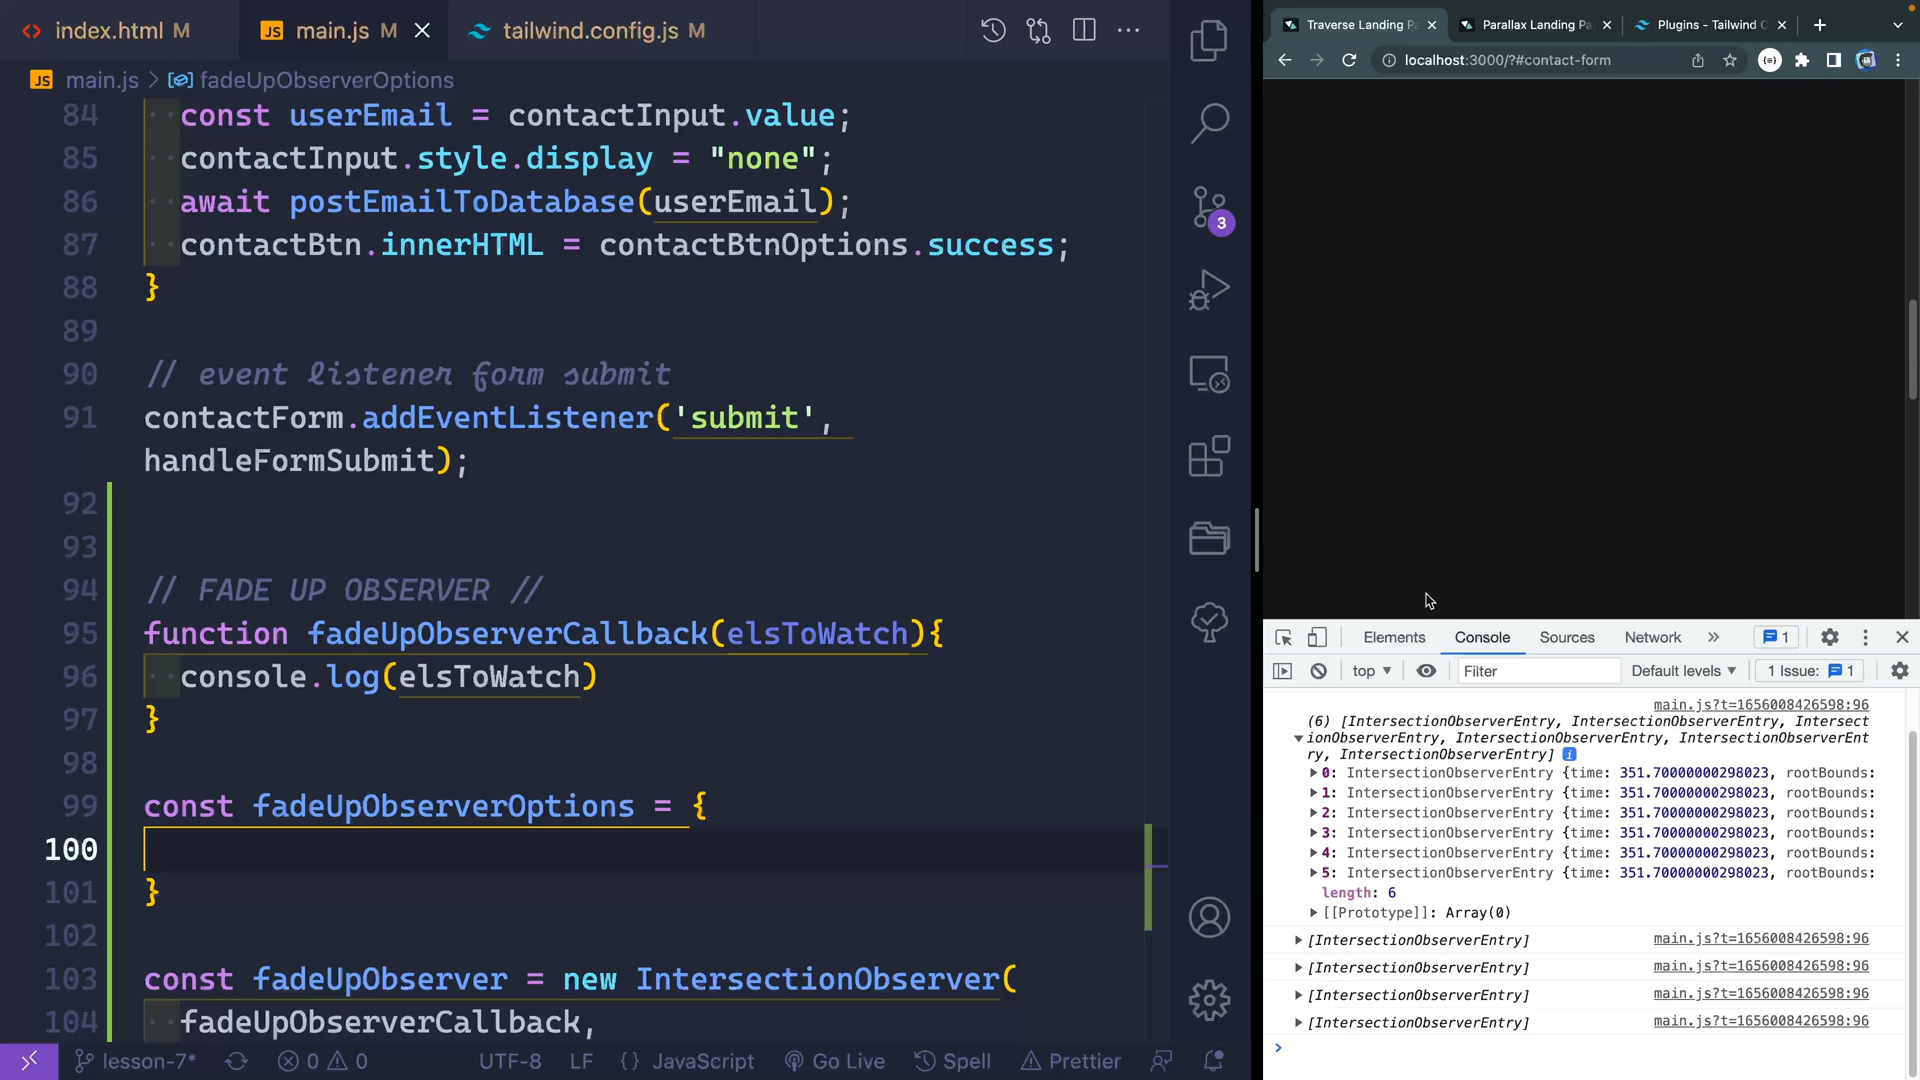 index.html M
main.js M
tailwind.config.js M
main.js > fadeUpObserverOptions
84 const userEmail = contactInput.value;
85 contactInput.style.display = "none";
86 await postEmailToDatabase(userEmail);
87 contactBtn.innerHTML = contactBtnOptions.success;
88 }
89
90 // event listener form submit
91 contactForm.addEventListener('submit',
handleFormSubmit);
92
93
94 // FADE UP OBSERVER //
95 function fadeUpObserverCallback(elsToWatch){
96 console.log(elsToWatch)
97 }
98
99 const fadeUpObserverOptions = {
100
101 }
102
103 const fadeUpObserver = new IntersectionObserver(
104 fadeUpObserverCallback,
lesson-7* 0 0 UTF-8 LF {} JavaScript Go Live Spell Prettier
3
Traverse Landing Pa
Parallax Landing Pa
Plugins - Tailwind C
localhost:3000/?#contact-form
Elements Console Sources Network » 1
top Filter Default levels 1 Issue: 1
main.js?t=1656008426598:96
(6) [IntersectionObserverEntry, IntersectionObserverEntry, Intersect
ionObserverEntry, IntersectionObserverEntry, IntersectionObserverEnt
ry, IntersectionObserverEntry]
0: IntersectionObserverEntry {time: 351.70000000298023, rootBounds:
1: IntersectionObserverEntry {time: 351.70000000298023, rootBounds:
2: IntersectionObserverEntry {time: 351.70000000298023, rootBounds:
3: IntersectionObserverEntry {time: 351.70000000298023, rootBounds:
4: IntersectionObserverEntry {time: 351.70000000298023, rootBounds:
5: IntersectionObserverEntry {time: 351.70000000298023, rootBounds:
length: 6
[[Prototype]]: Array(0)
[IntersectionObserverEntry] main.js?t=1656008426598:96
[IntersectionObserverEntry] main.js?t=1656008426598:96
[IntersectionObserverEntry] main.js?t=1656008426598:96
[IntersectionObserverEntry] main.js?t=1656008426598:96